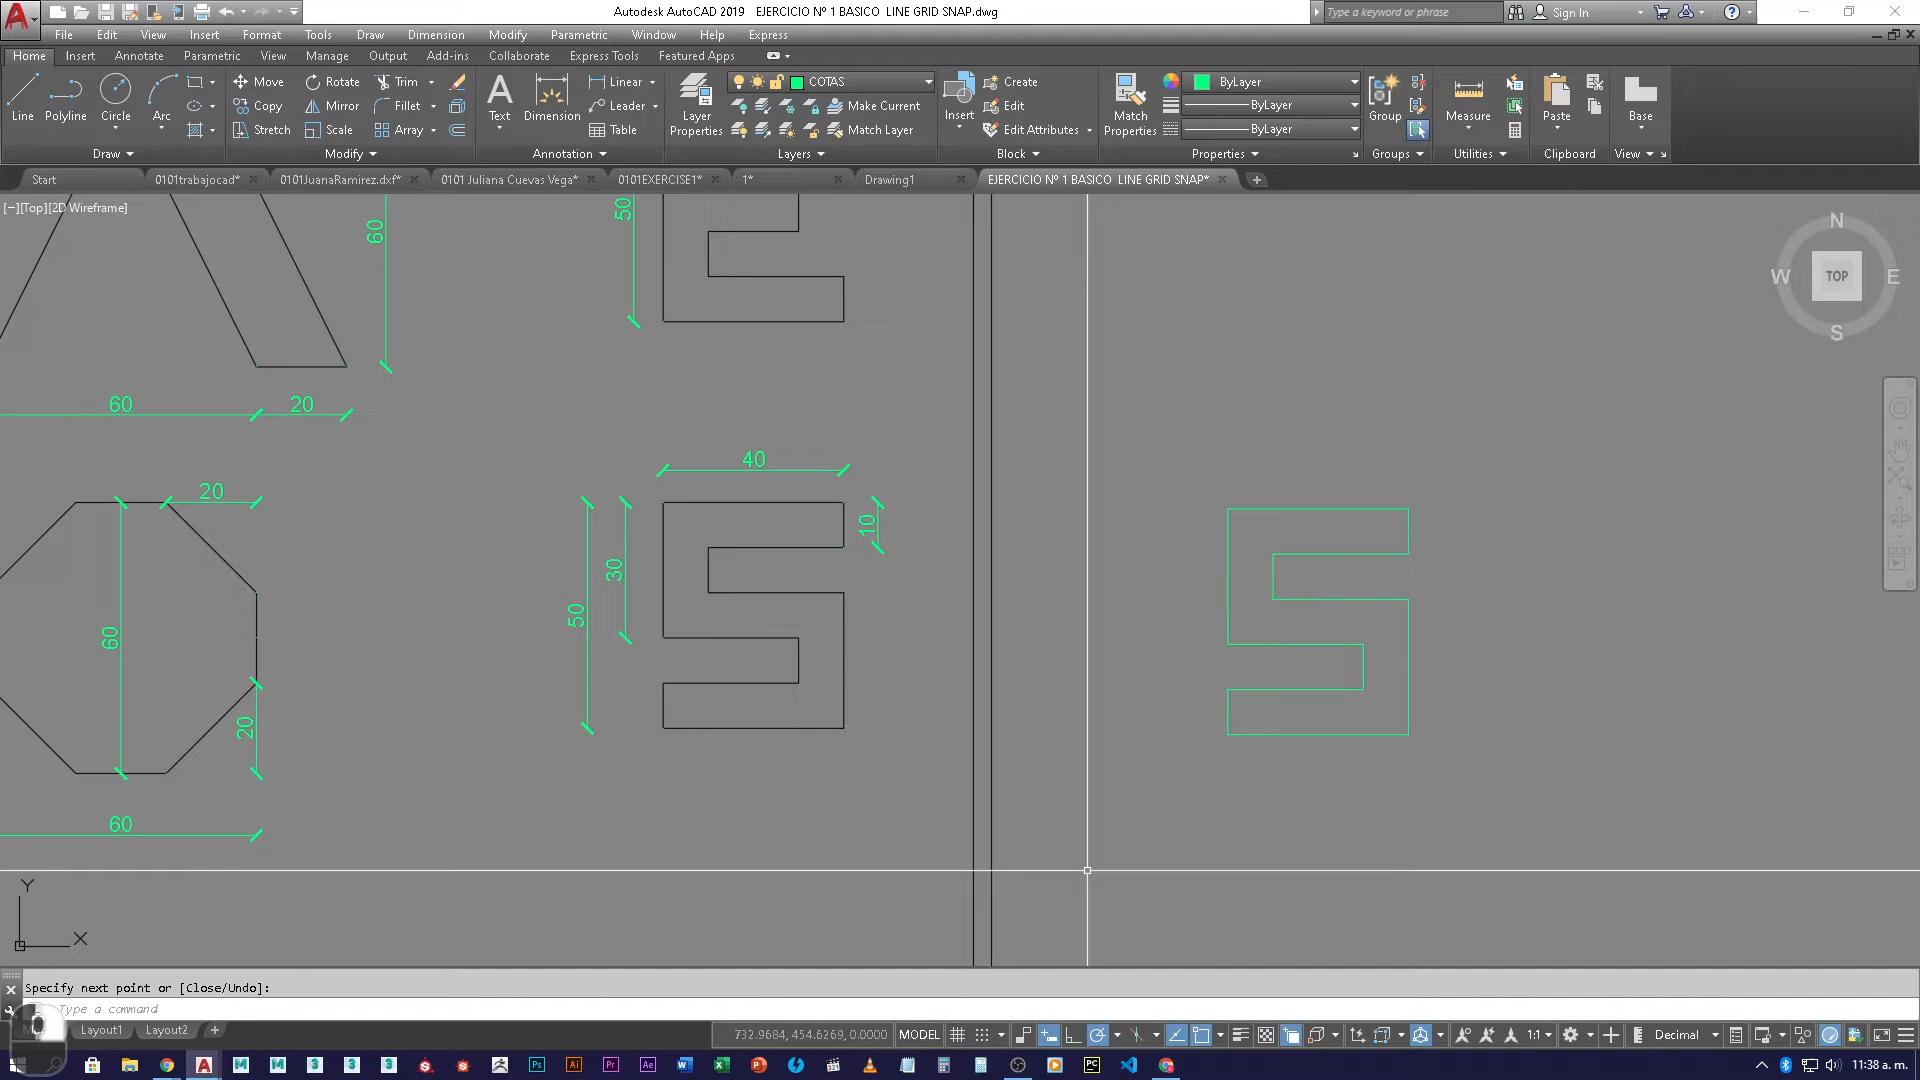 Autodesk AutoCAD 2019   EJERCICIO Nº 1 BASICO  LINE GRID SNAP.dwg
Type a keyword or phrase
Sign In
File Edit View Insert Format Tools Draw Dimension Modify Parametric Window Help Express
Home Insert Annotate Parametric View Manage Output Add-ins Collaborate Express Tools Featured Apps
Line Polyline Circle Arc
Move Rotate Trim
Copy Mirror Fillet
Stretch Scale Array
Text Dimension
Linear
Leader
Table
Layer Properties
COTAS
Make Current
Match Layer
Insert
Create
Edit
Edit Attributes
Match Properties
ByLayer
ByLayer
ByLayer
Group
Measure
Paste
Base
Draw Modify Annotation Layers Block Properties Groups Utilities Clipboard View
Start 0101trabajocad* 0101JuanaRamirez.dxf* 0101 Juliana Cuevas Vega* 0101EXERCISE1* 1* Drawing1 EJERCICIO Nº 1 BASICO  LINE GRID SNAP*
[−][Top][2D Wireframe]
N
W TOP E
S
60
50
60 20
40
20
10
30
50
60
20
60
Y
X
Specify next point or [Close/Undo]:
Type a command
Layout1 Layout2
732.9684, 454.6269, 0.0000 MODEL 1:1 Decimal
11:38 a. m.